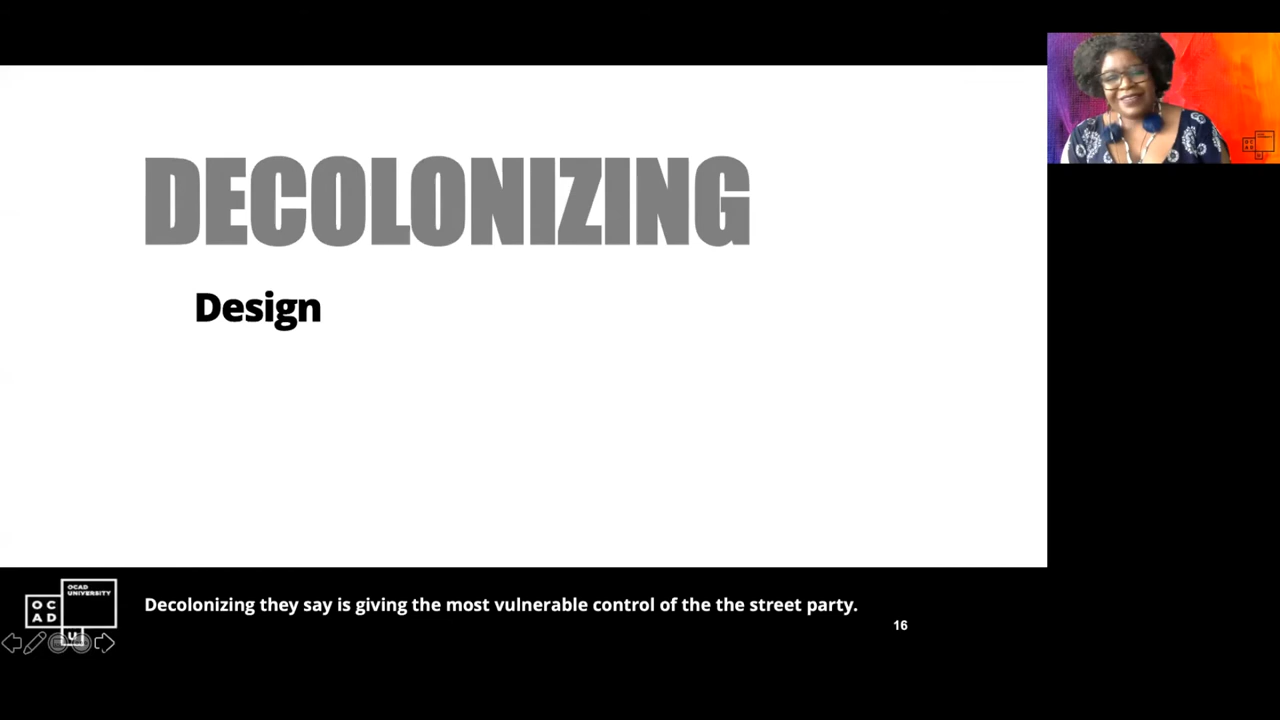 DECOLONIZING
Design
OCAD
UNIVERSITY
OC
AD
U
Decolonizing they say is giving the most vulnerable control of the the street party.
16